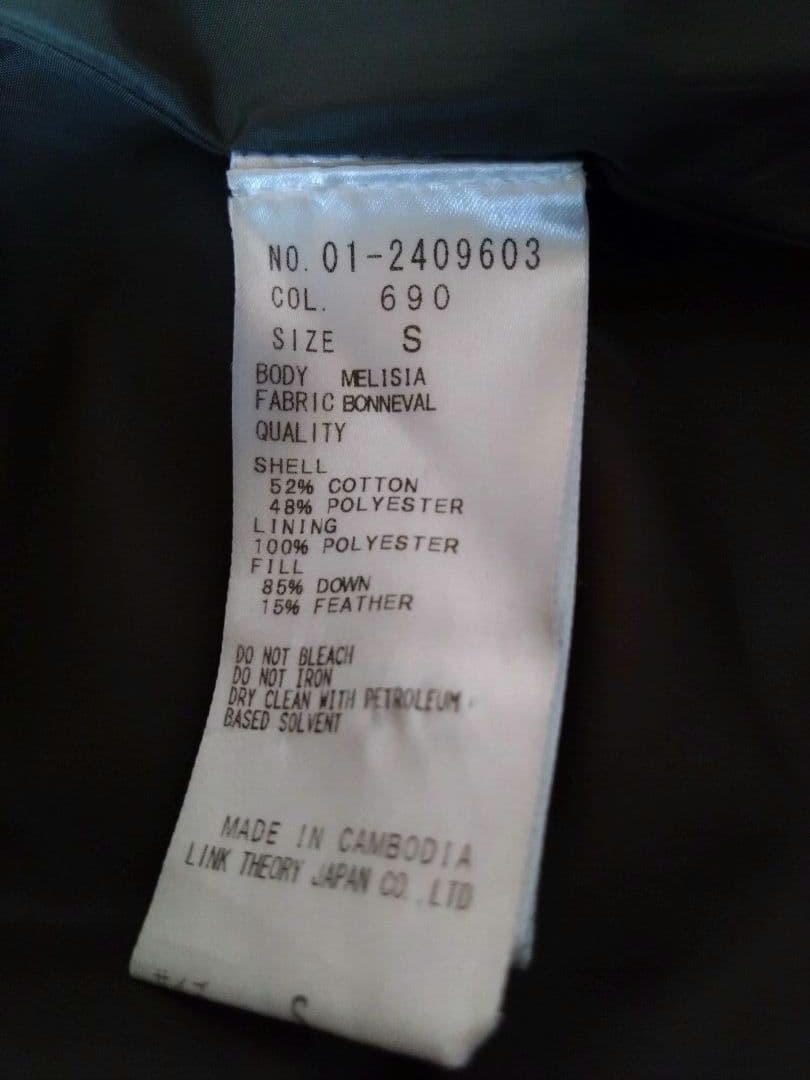 NO. 01-2409603
COL. 690
SIZE S
BODY MELISIA
FABRIC BONNEVAL
QUALITY
SHELL
52% COTTON
48% POLYESTER
LINING
100% POLYESTER
FILL
85% DOWN
15% FEATHER
DO NOT BLEACH
DO NOT IRON
DRY CLEAN WITH PETROLEUM
BASED SOLVENT
MADE IN CAMBODIA
LINK THEORY JAPAN CO.,LTD